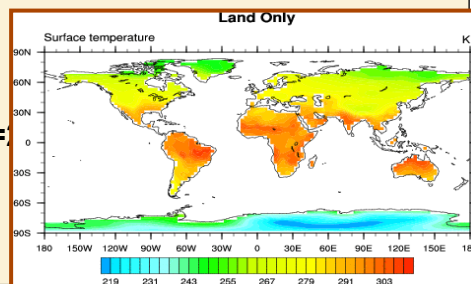 Land Only
Surface temperature K
90N
60N
30N
0
30S
60S
90S
180 150W 120W 90W 60W 30W 0 30E 60E 90E 120E 150E
219 231 243 255 267 279 291 303